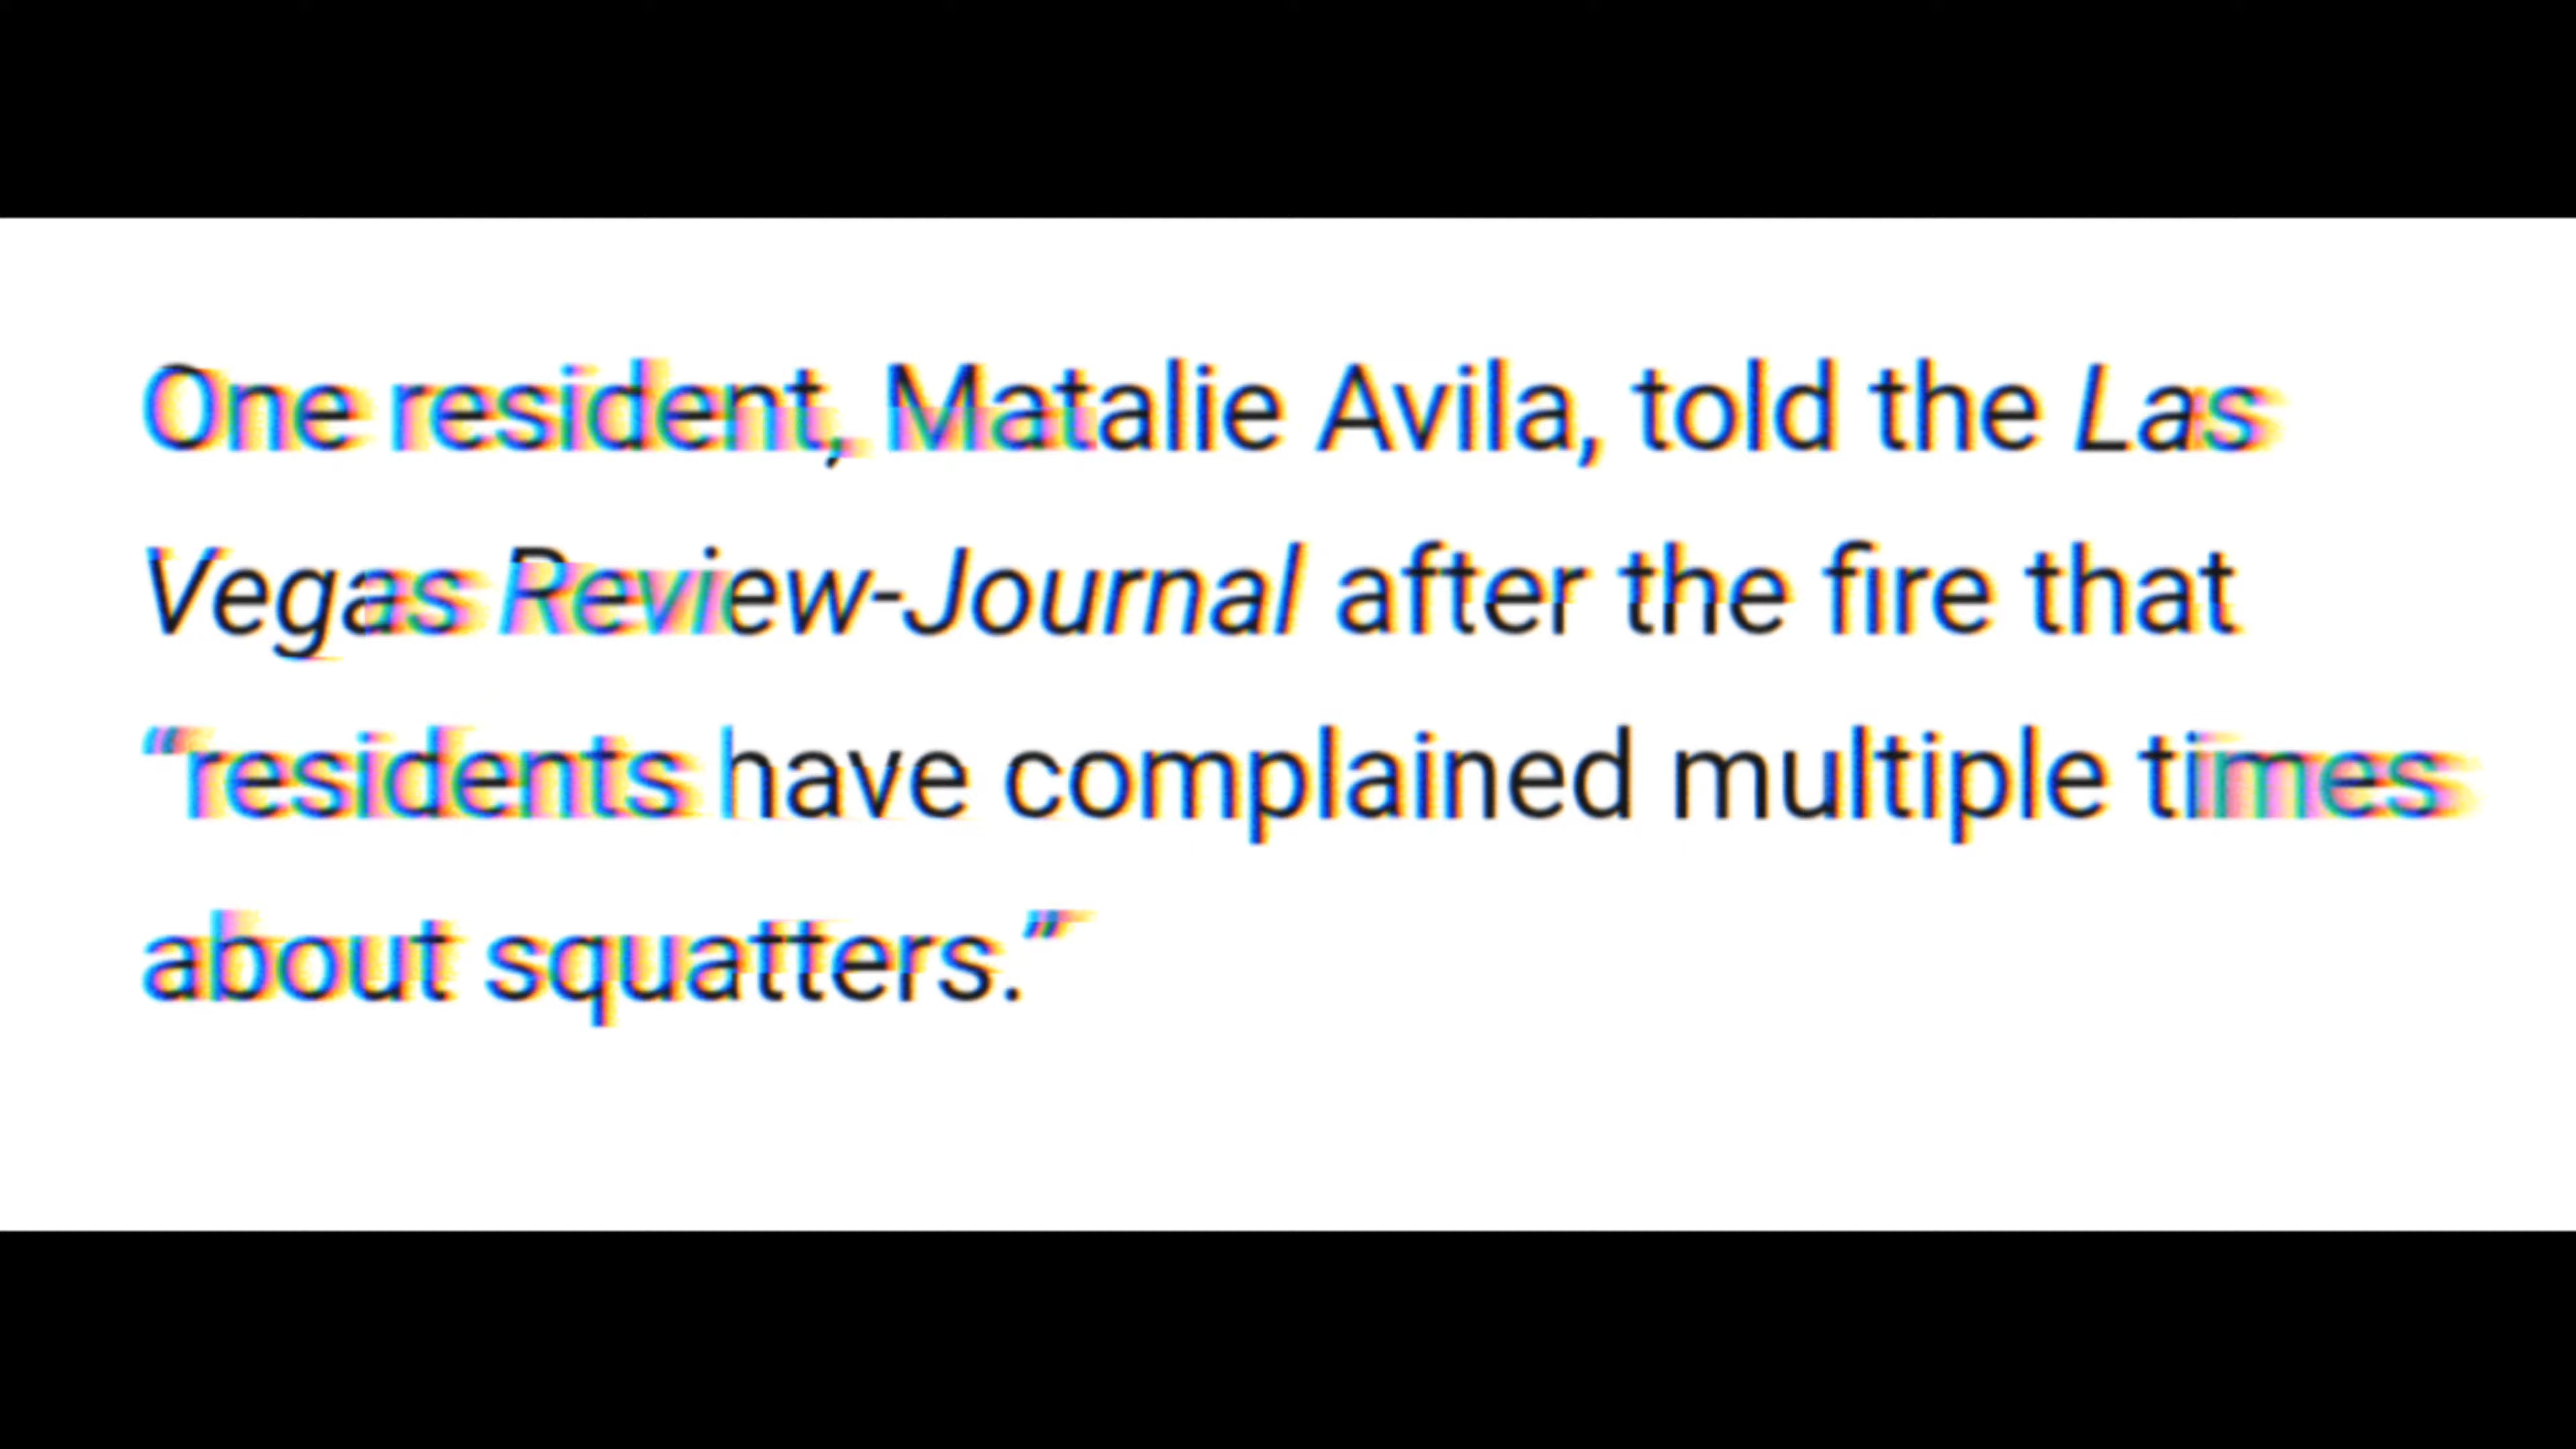 One resident, Matalie Avila, told the Las
Vegas Review-Journal after the fire that
“residents have complained multiple times
about squatters.”